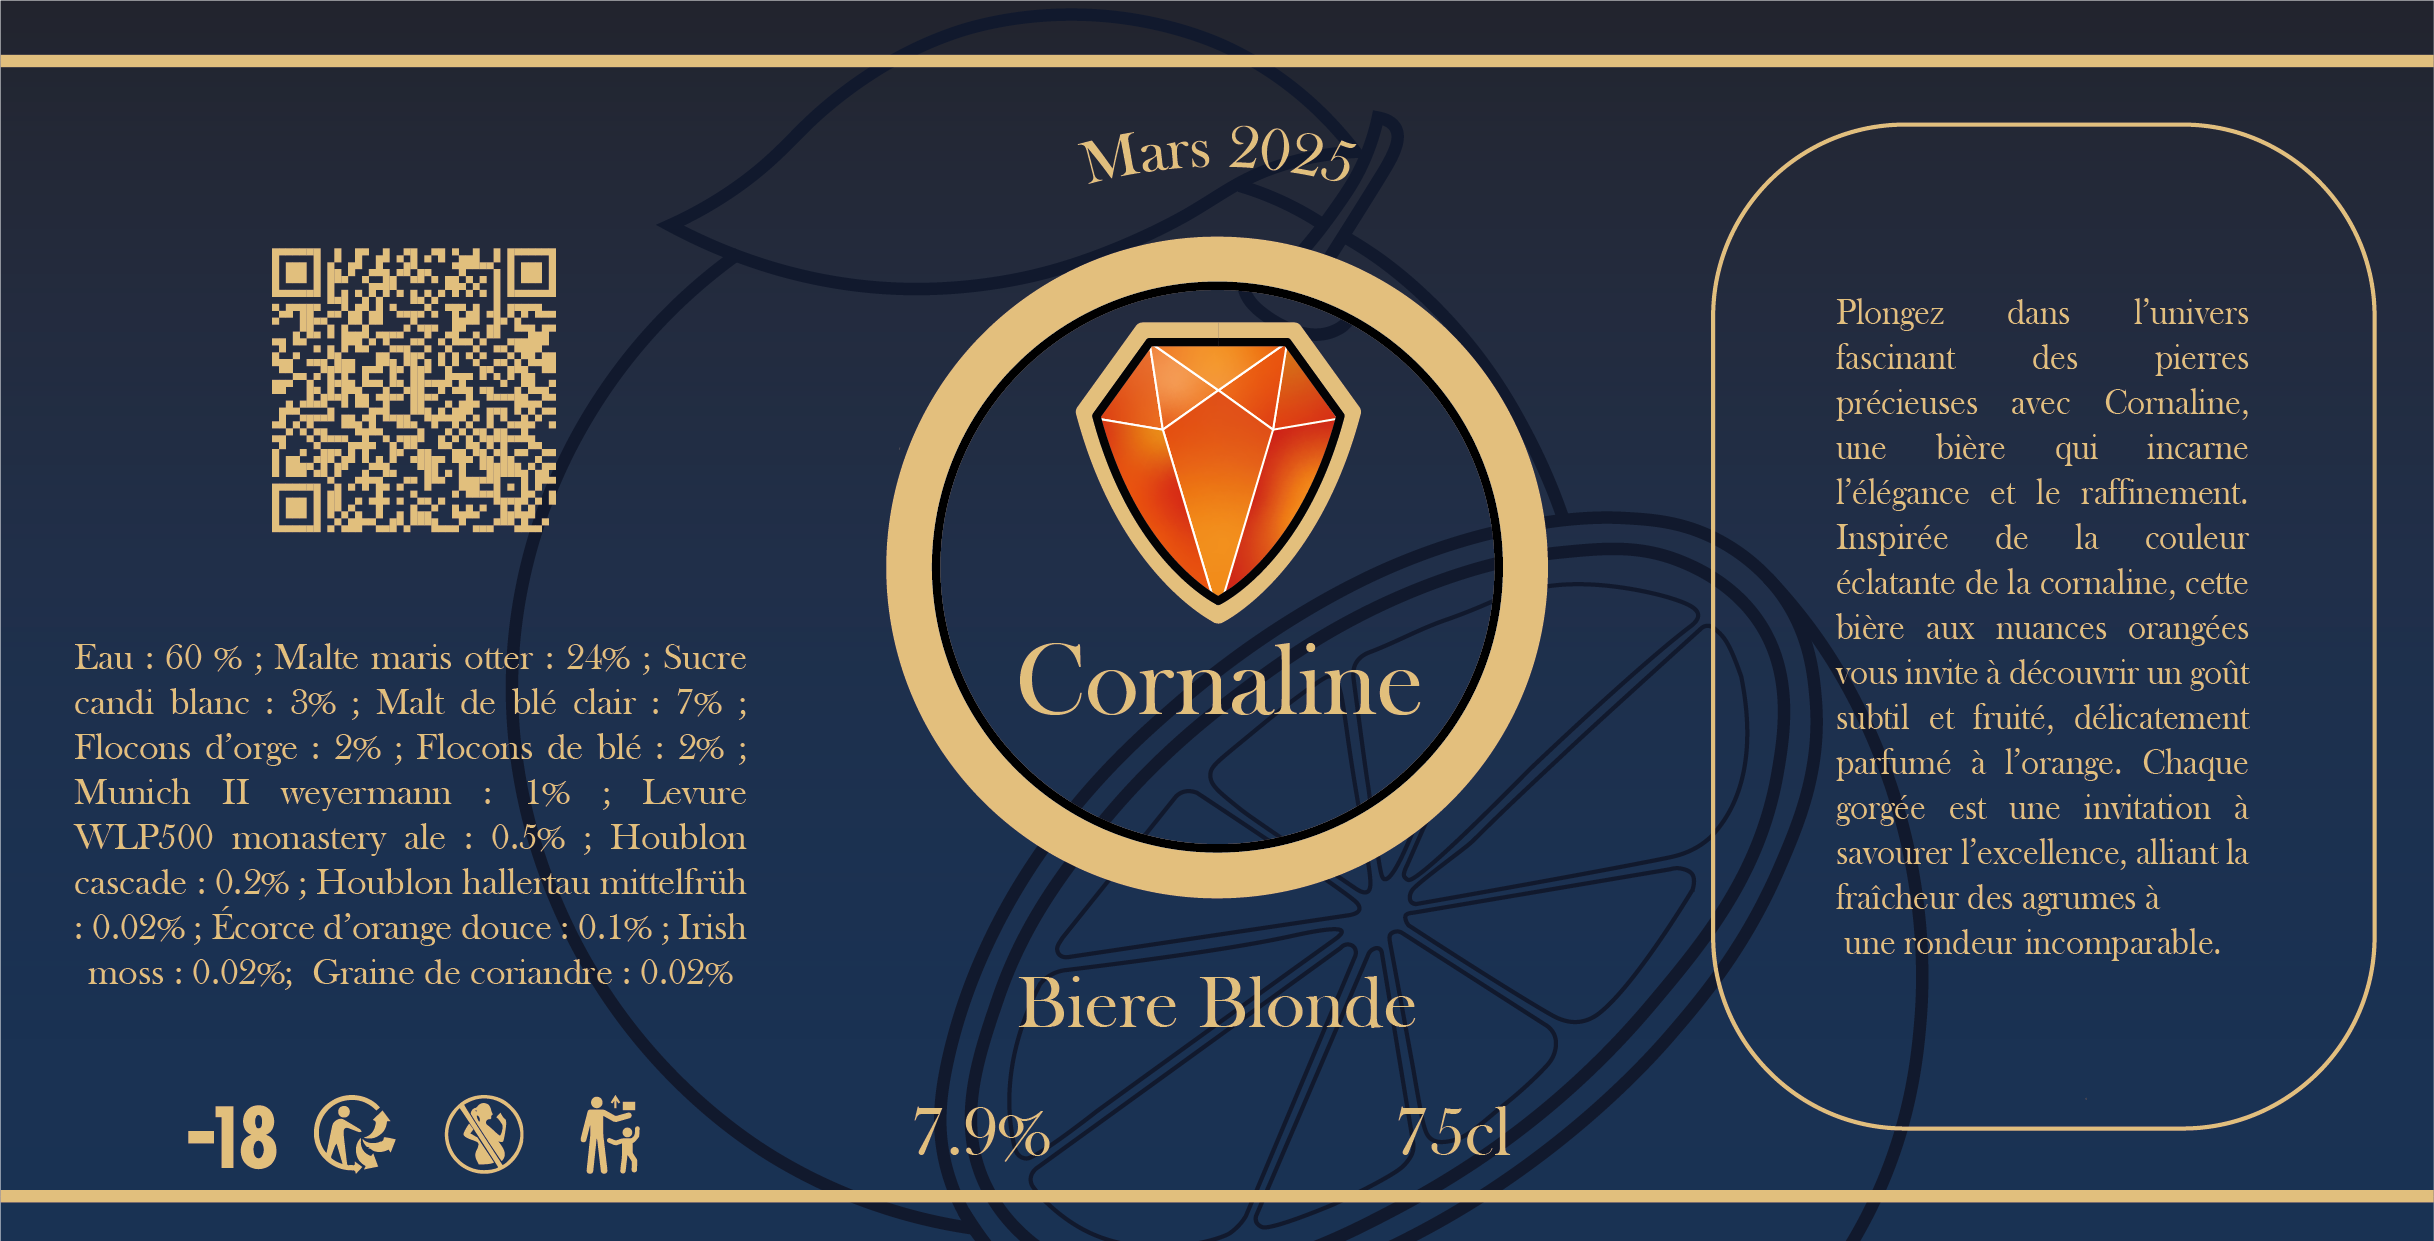 Mars 2025
Eau : 60 % ; Malte maris otter : 24% ; Sucre
candi blanc : 3% ; Malt de blé clair : 7% ;
Flocons d’orge : 2% ; Flocons de blé : 2% ;
Munich II weyermann : 1% ; Levure
WLP500 monastery ale : 0.5% ; Houblon
cascade : 0.2% ; Houblon hallertau mittelfrüh
: 0.02% ; Écorce d’orange douce : 0.1% ; Irish
moss : 0.02%; Graine de coriandre : 0.02%
-18
Cornaline
Biere Blonde
7.9%
75cl
Plongez dans l’univers
fascinant des pierres
précieuses avec Cornaline,
une bière qui incarne
l’élégance et le raffinement.
Inspirée de la couleur
éclatante de la cornaline, cette
bière aux nuances orangées
vous invite à découvrir un goût
subtil et fruité, délicatement
parfumé à l’orange. Chaque
gorgée est une invitation à
savourer l’excellence, alliant la
fraîcheur des agrumes à
une rondeur incomparable.